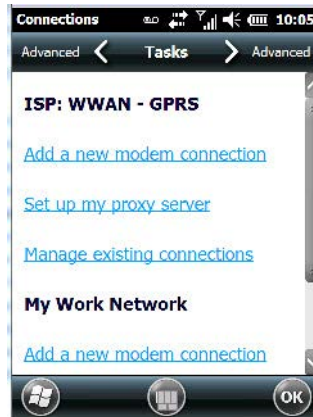 Connections 10:05
Advanced Tasks Advanced
ISP: WWAN - GPRS
Add a new modem connection
Set up my proxy server
Manage existing connections
My Work Network
Add a new modem connection
OK